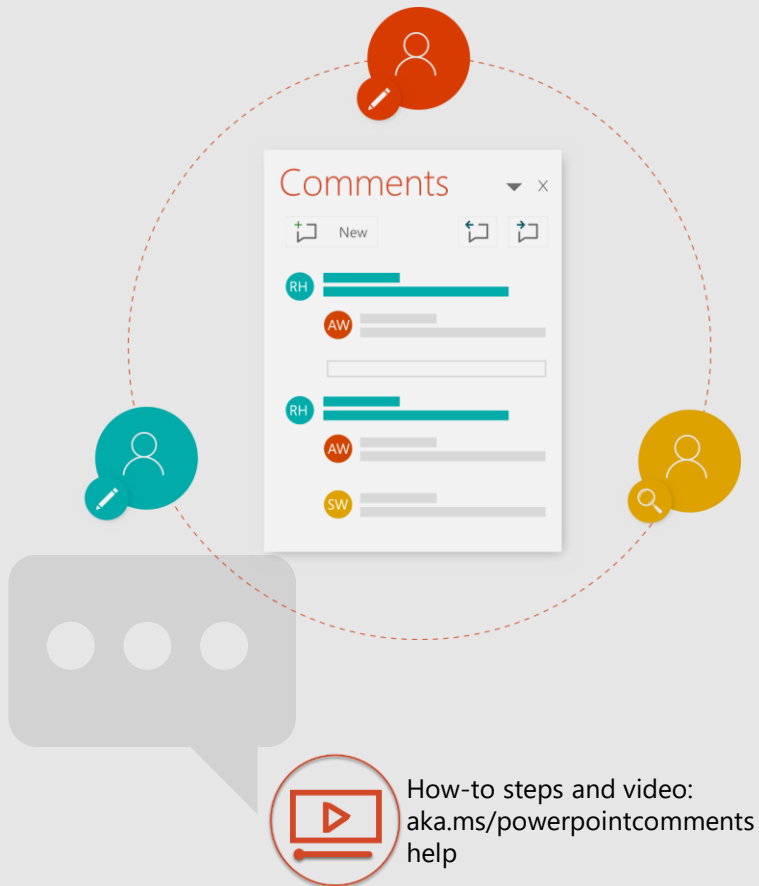 Comments
X
New
RH
AW
RH
AW
SW
How-to steps and video:
aka.ms/powerpointcomments
help